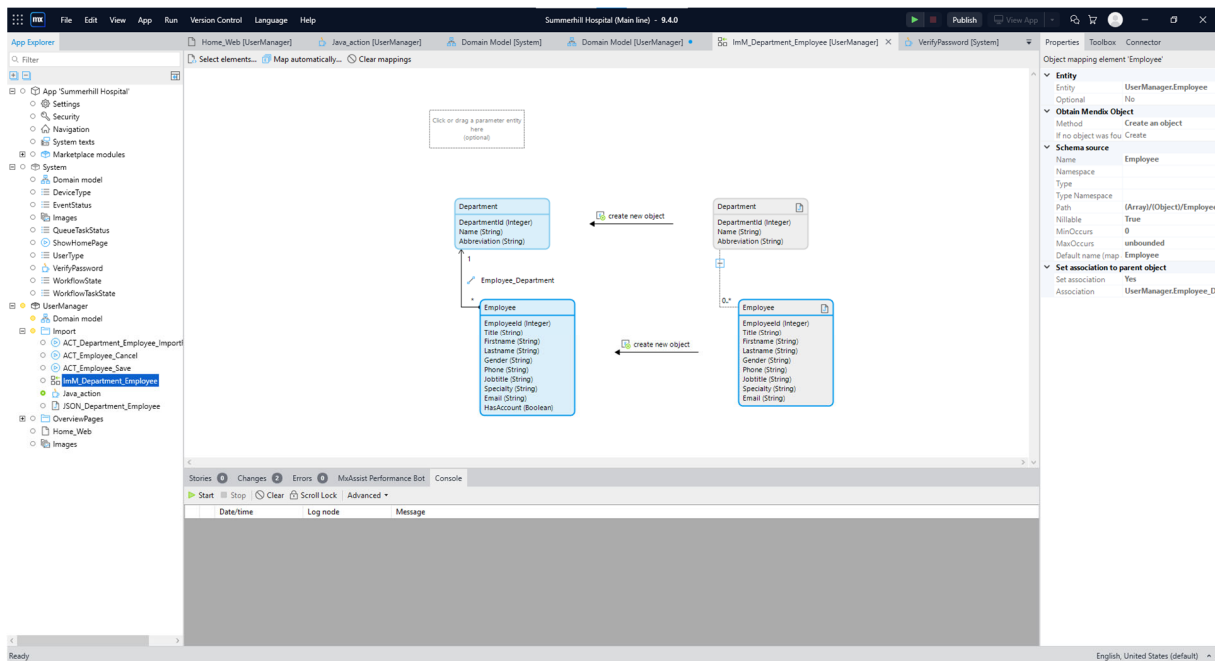 mx File Edit View App Run Version Control Language Help Summerhill Hospital (Main line) - 9.4.0 Publish View App
App Explorer
Home_Web [UserManager] Java_action [UserManager] Domain Model [System] Domain Model [UserManager] ImM_Department_Employee [UserManager] VerifyPassword [System]
Properties Toolbox Connector
Filter
Select elements... Map automatically... Clear mappings
App 'Summerhill Hospital'
Settings
Security
Navigation
System texts
Marketplace modules
System
Domain model
DeviceType
EventStatus
Images
QueueTaskStatus
ShowHomePage
UserType
VerifyPassword
WorkflowState
WorkflowTaskState
UserManager
Domain model
Import
ACT_Department_Employee_Import
ACT_Employee_Cancel
ACT_Employee_Save
ImM_Department_Employee
Java_action
JSON_Department_Employee
OverviewPages
Home_Web
Images
Click or drag a parameter entity
here
(optional)
Department
DepartmentId (Integer)
Name (String)
Abbreviation (String)
create new object
Department
DepartmentId (Integer)
Name (String)
Abbreviation (String)
1
Employee_Department
*
0..*
Employee
EmployeeId (Integer)
Title (String)
Firstname (String)
Lastname (String)
Gender (String)
Phone (String)
Jobtitle (String)
Specialty (String)
Email (String)
HasAccount (Boolean)
create new object
Employee
EmployeeId (Integer)
Title (String)
Firstname (String)
Lastname (String)
Gender (String)
Phone (String)
Jobtitle (String)
Specialty (String)
Email (String)
Stories 0 Changes 2 Errors 0 MxAssist Performance Bot Console
Start Stop Clear Scroll Lock Advanced
Date/time Log node Message
Object mapping element 'Employee'
Entity
Entity UserManager.Employee
Optional No
Obtain Mendix Object
Method Create an object
If no object was fou Create
Schema source
Name Employee
Namespace
Type
Type Namespace
Path (Array)/(Object)/Employee
Nillable True
MinOccurs 0
MaxOccurs unbounded
Default name (map Employee
Set association to parent object
Set association Yes
Association UserManager.Employee_D
Ready
English, United States (default)